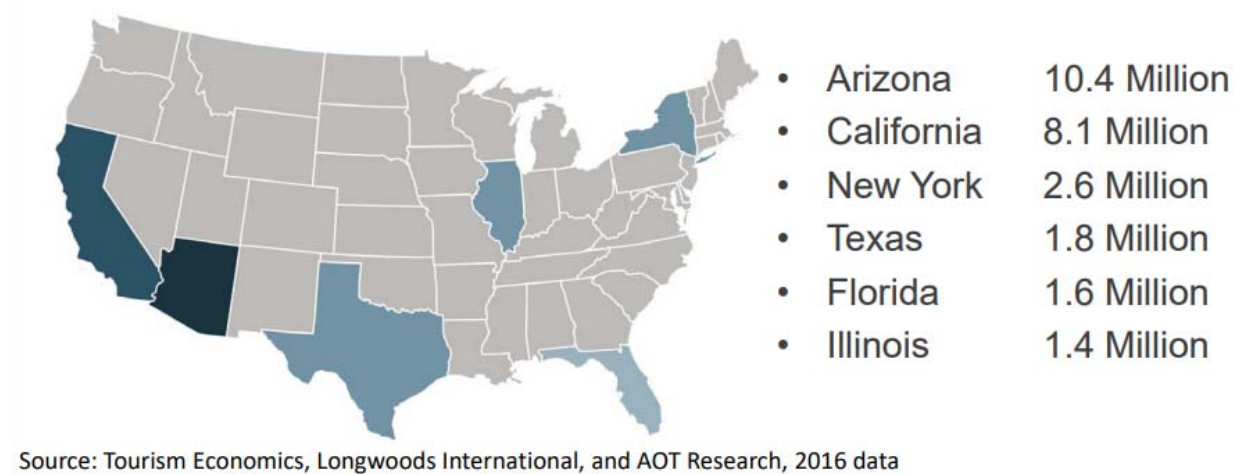 • Arizona 10.4 Million
• California 8.1 Million
• New York 2.6 Million
• Texas 1.8 Million
• Florida 1.6 Million
• Illinois 1.4 Million
Source: Tourism Economics, Longwoods International, and AOT Research, 2016 data